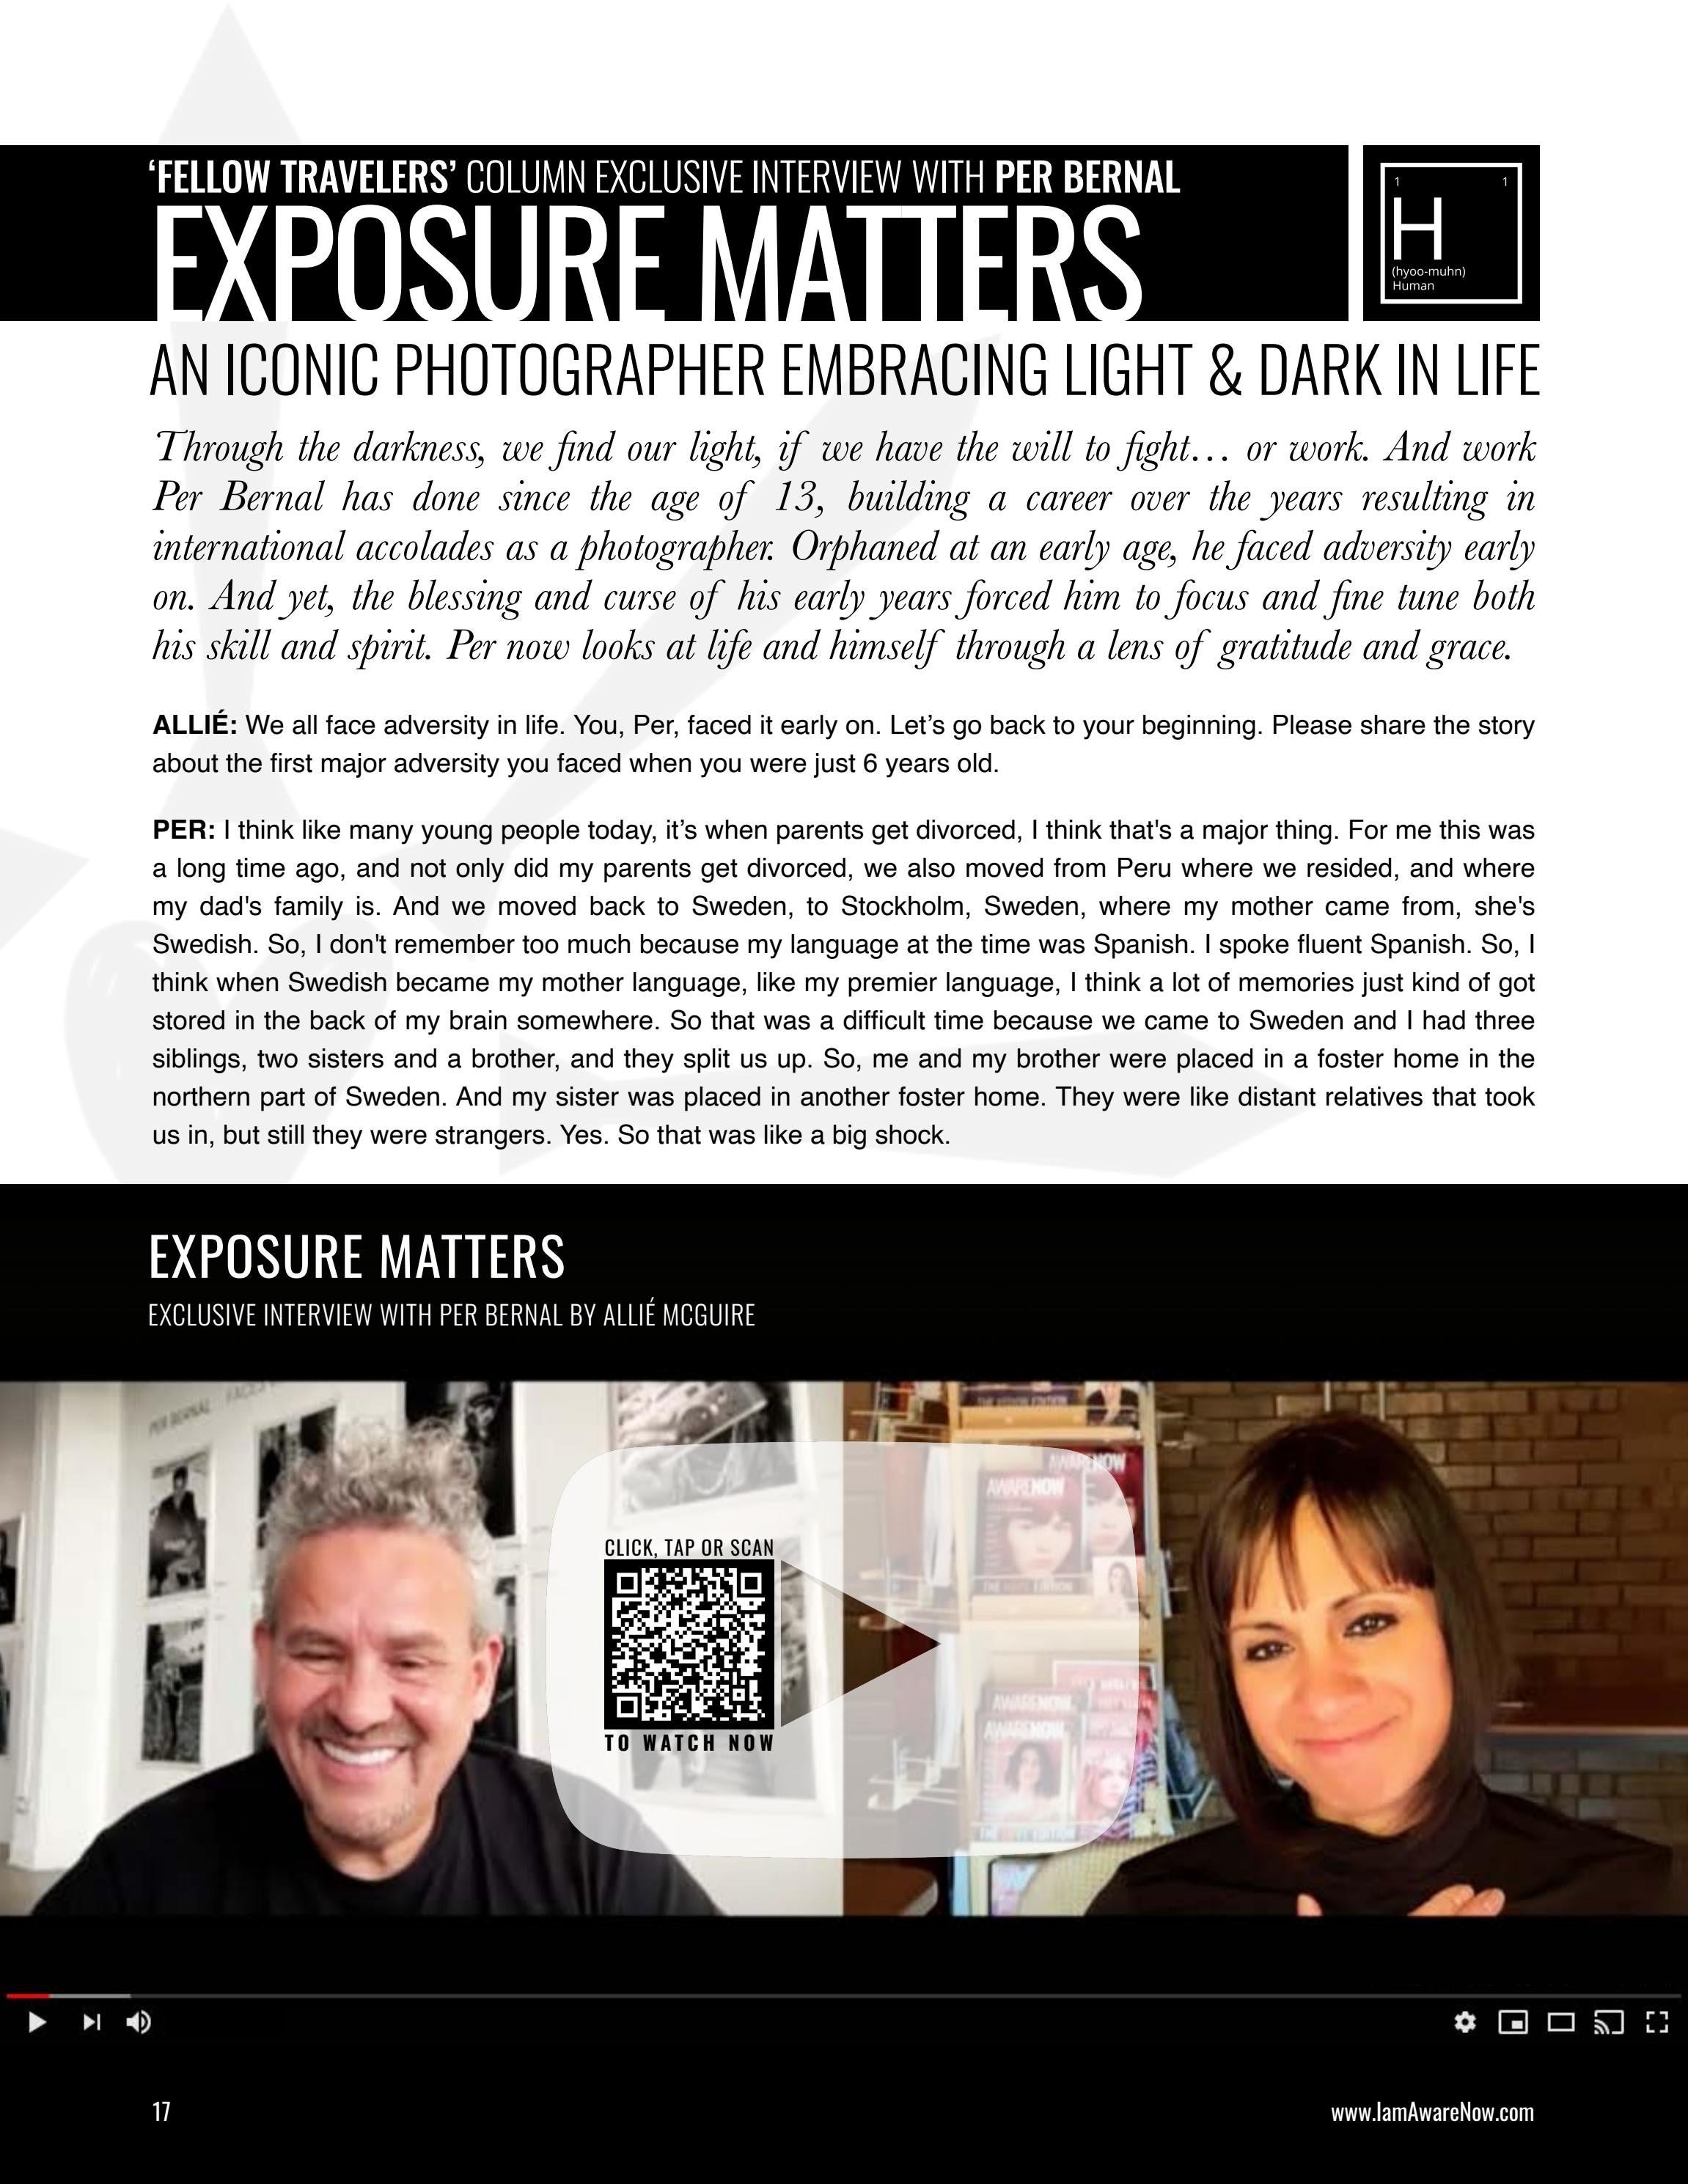 ‘FELLOW TRAVELERS’ COLUMN EXCLUSIVE INTERVIEW WITH PER BERNAL
EXPOSURE MATTERS
1 1
H
(hyoo-muhn)
Human
AN ICONIC PHOTOGRAPHER EMBRACING LIGHT & DARK IN LIFE
Through the darkness, we find our light, if we have the will to fight… or work. And work
Per Bernal has done since the age of 13, building a career over the years resulting in
international accolades as a photographer. Orphaned at an early age, he faced adversity early
on. And yet, the blessing and curse of his early years forced him to focus and fine tune both
his skill and spirit. Per now looks at life and himself through a lens of gratitude and grace.
ALLIÉ: We all face adversity in life. You, Per, faced it early on. Let’s go back to your beginning. Please share the story
about the first major adversity you faced when you were just 6 years old.
PER: I think like many young people today, it’s when parents get divorced, I think that's a major thing. For me this was
a long time ago, and not only did my parents get divorced, we also moved from Peru where we resided, and where
my dad's family is. And we moved back to Sweden, to Stockholm, Sweden, where my mother came from, she's
Swedish. So, I don't remember too much because my language at the time was Spanish. I spoke fluent Spanish. So, I
think when Swedish became my mother language, like my premier language, I think a lot of memories just kind of got
stored in the back of my brain somewhere. So that was a difficult time because we came to Sweden and I had three
siblings, two sisters and a brother, and they split us up. So, me and my brother were placed in a foster home in the
northern part of Sweden. And my sister was placed in another foster home. They were like distant relatives that took
us in, but still they were strangers. Yes. So that was like a big shock.
EXPOSURE MATTERS
EXCLUSIVE INTERVIEW WITH PER BERNAL BY ALLIÉ MCGUIRE
PER BERNAL
AWARENOW
AWARENOW
CLICK, TAP OR SCAN
TO WATCH NOW
AWARENOW
AWARENOW
17
www.IamAwareNow.com